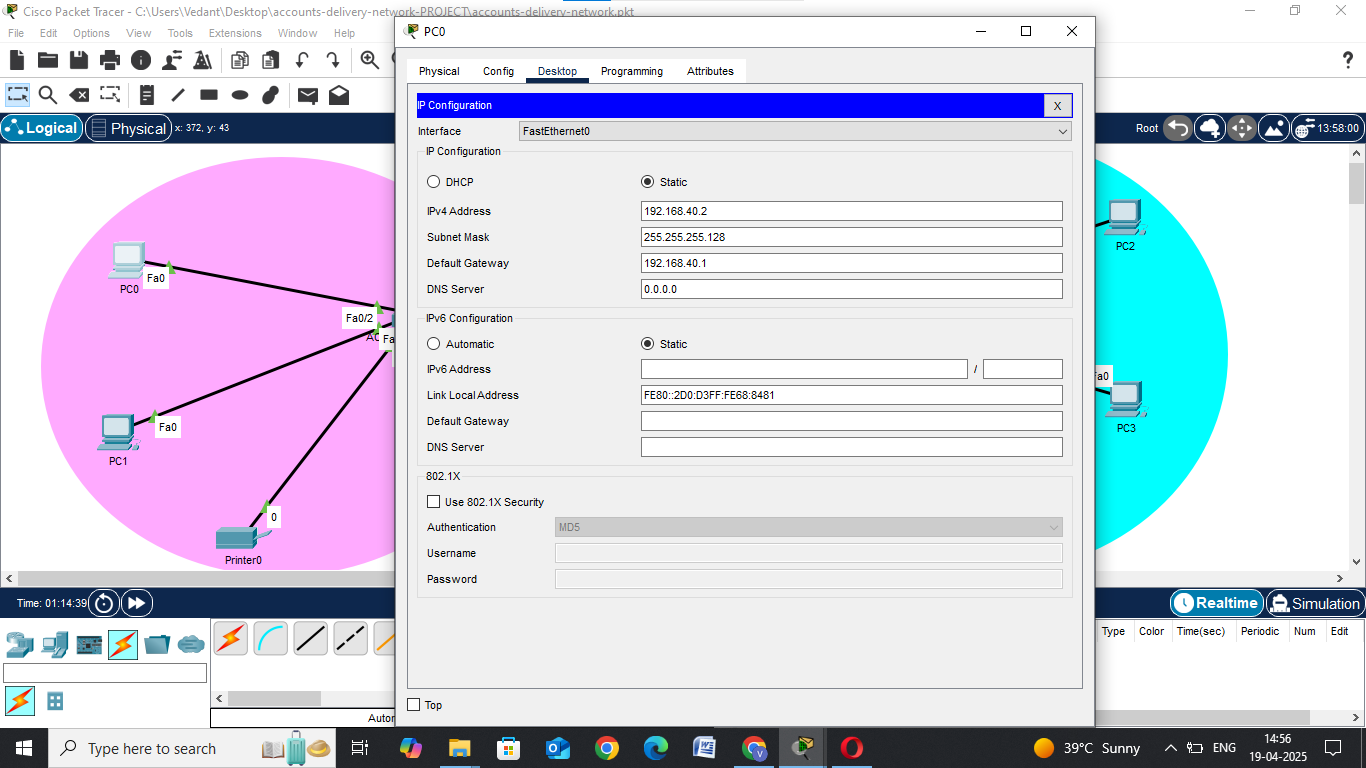 Cisco Packet Tracer - C:\Users\Vedant\Desktop\accounts-delivery-network-PROJECT\accounts-delivery-network.pkt
File Edit Options View Tools Extensions Window Help
PC0
Physical Config Desktop Programming Attributes
IP Configuration
X
Interface FastEthernet0
IP Configuration
DHCP Static
IPv4 Address 192.168.40.2
Subnet Mask 255.255.255.128
Default Gateway 192.168.40.1
DNS Server 0.0.0.0
IPv6 Configuration
Automatic Static
IPv6 Address /
Link Local Address FE80::2D0:D3FF:FE68:8481
Default Gateway
DNS Server
802.1X
Use 802.1X Security
Authentication MD5
Username
Password
Top
Logical Physical x: 372, y: 43
Root 13:58:00
PC0
Fa0
Fa0/2
Fa
PC1
Fa0
0
Printer0
PC2
Fa0
PC3
Time: 01:14:39
Realtime Simulation
Type Color Time(sec) Periodic Num Edit
Type here to search
39°C Sunny
ENG
14:56
19-04-2025